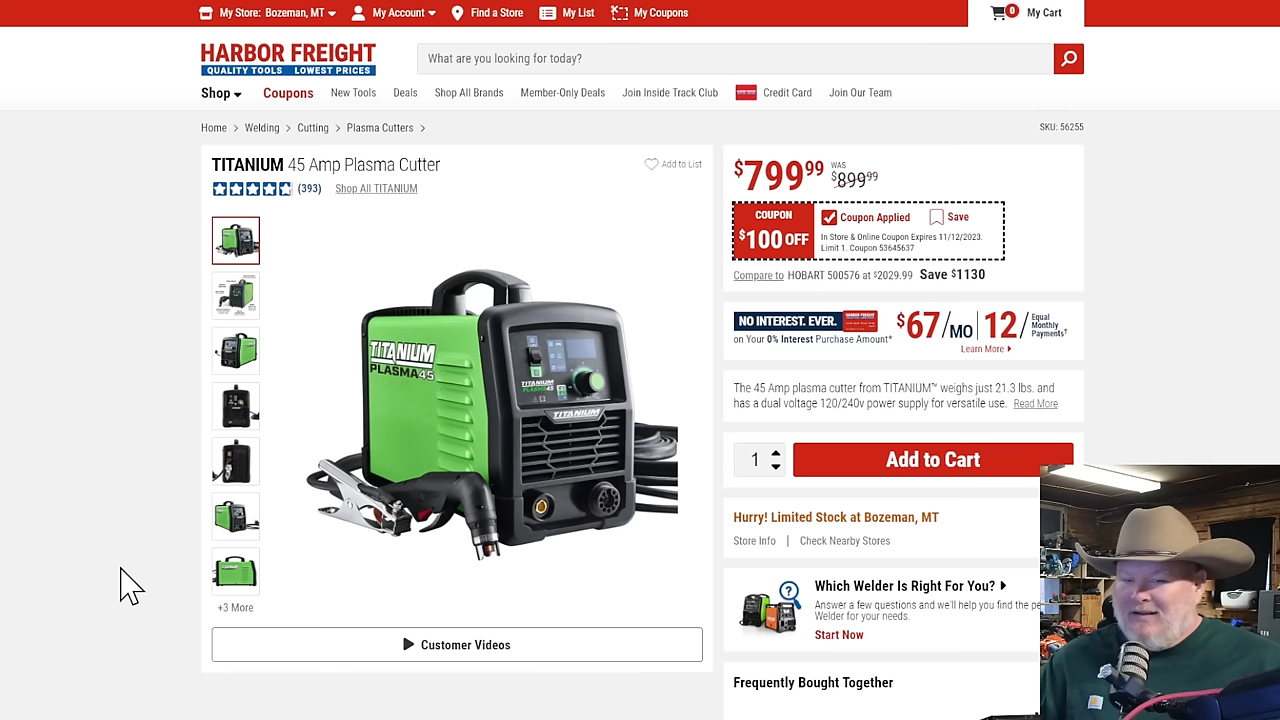 My Store: Bozeman, MT
My Account
Find a Store
My List
My Coupons
0
My Cart
HARBOR FREIGHT
QUALITY TOOLS LOWEST PRICES
What are you looking for today?
Shop
Coupons
New Tools
Deals
Shop All Brands
Member-Only Deals
Join Inside Track Club
Credit Card
Join Our Team
Home > Welding > Cutting > Plasma Cutters >
SKU: 56255
TITANIUM 45 Amp Plasma Cutter
Add to List
(393)
Shop All TITANIUM
TITANIUM
PLASMA45
TITANIUM
PLASMA 45
TITANIUM
+3 More
Customer Videos
$799 99
WAS
$899 99
COUPON
$100 OFF
Coupon Applied
Save
In Store & Online Coupon Expires 11/12/2023.
Limit 1. Coupon 53645637
Compare to HOBART 500576 at $2029.99 Save $1130
NO INTEREST. EVER.
HARBOR FREIGHT
on Your 0% Interest Purchase Amount*
$67/MO
12/
Equal
Monthly
Payments†
Learn More
The 45 Amp plasma cutter from TITANIUM™ weighs just 21.3 lbs. and
has a dual voltage 120/240v power supply for versatile use. Read More
1
Add to Cart
Hurry! Limited Stock at Bozeman, MT
Store Info | Check Nearby Stores
Which Welder Is Right For You?
Answer a few questions and we'll help you find the pe
Welder for your needs.
Start Now
Frequently Bought Together